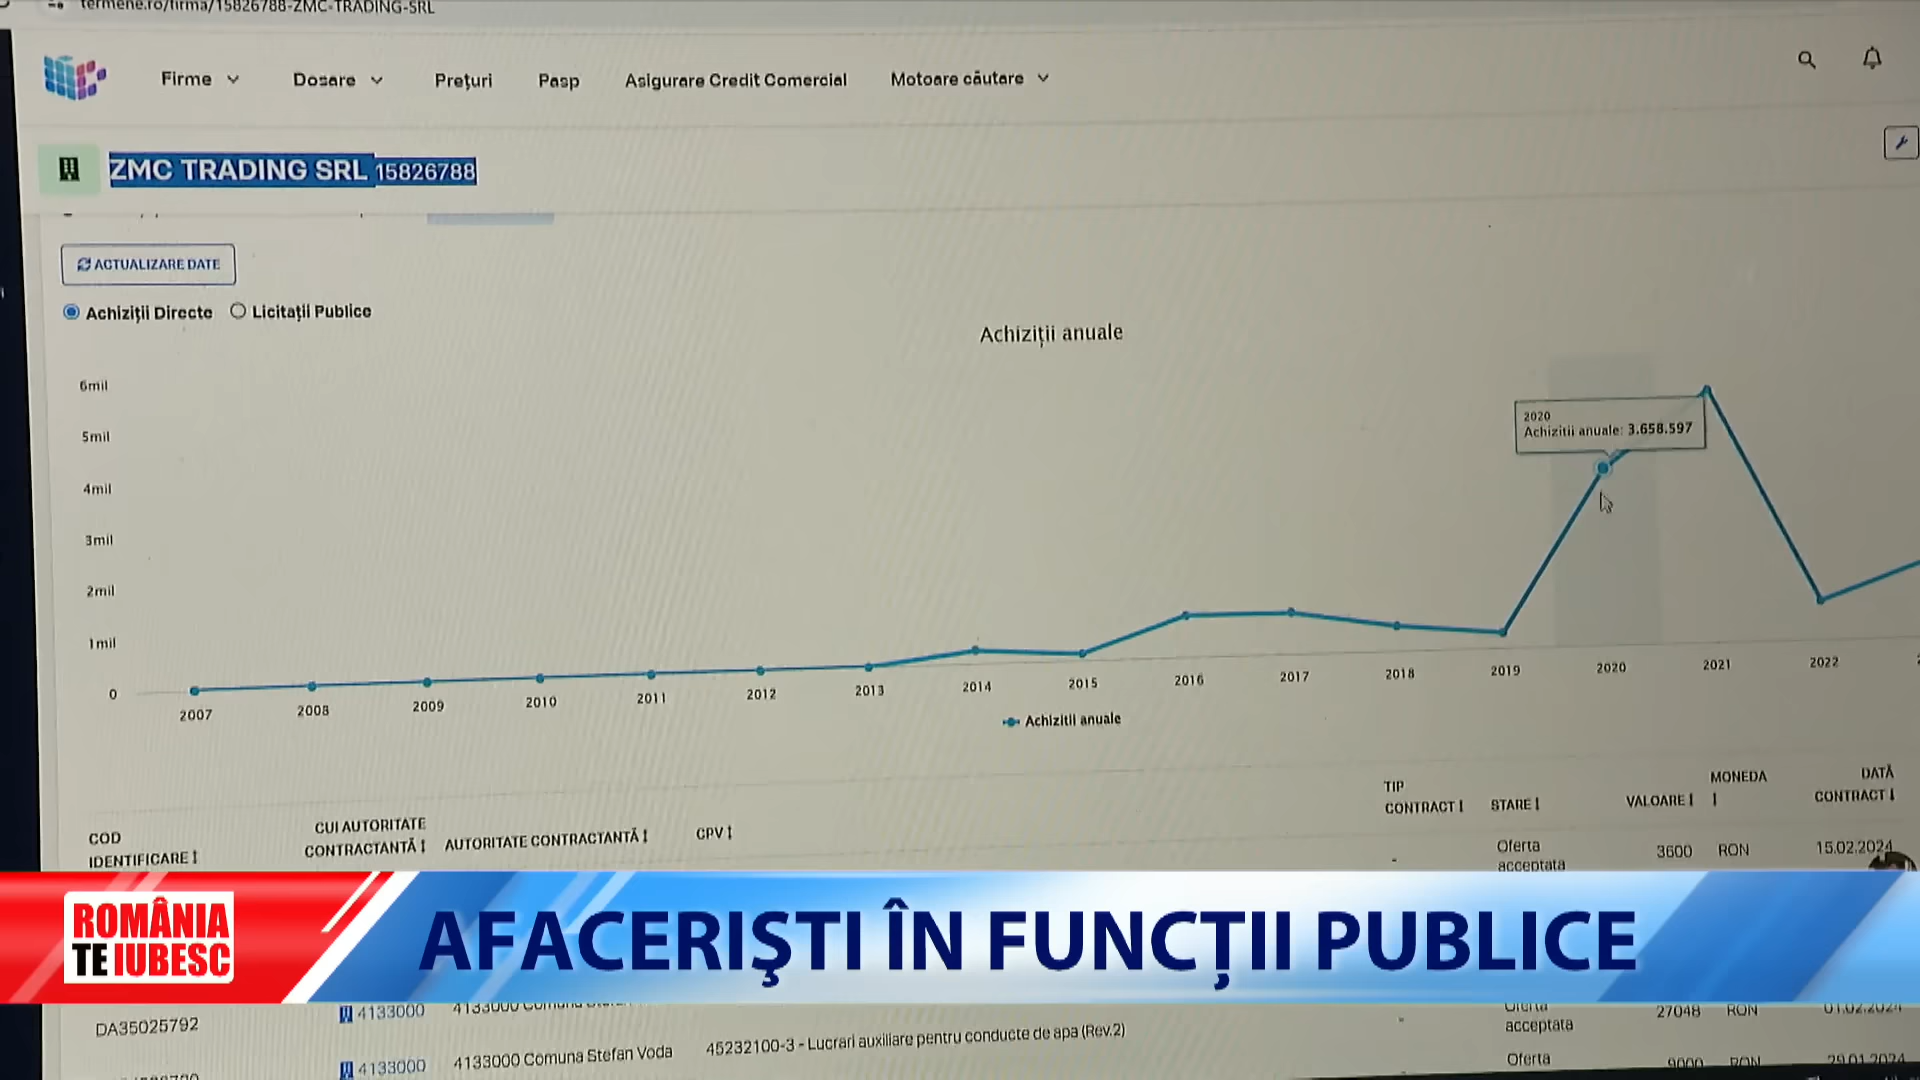 termene.ro/firma/15826788-ZMC-TRADING-SRL
Firme Dosare Prețuri Pasp Asigurare Credit Comercial Motoare căutare
ZMC TRADING SRL 15826788
ACTUALIZARE DATE
Achiziții Directe Licitații Publice
Achiziții anuale
6mil
5mil
4mil
3mil
2mil
1mil
0
2020
Achizitii anuale: 3.658.597
2007 2008 2009 2010 2011 2012 2013 2014 2015 2016 2017 2018 2019 2020 2021 2022
Achizitii anuale
COD IDENTIFICARE
CUI AUTORITATE CONTRACTANTĂ
AUTORITATE CONTRACTANTĂ
CPV
TIP CONTRACT
STARE
VALOARE
MONEDA
DATĂ CONTRACT
- Oferta acceptata 3600 RON 15.02.2024
ROMÂNIA TE IUBESC
AFACERIŞTI ÎN FUNCŢII PUBLICE
DA35025792 4133000 4133000 Comuna
45232100-3 - Lucrari auxiliare pentru conducte de apa (Rev.2)
- Oferta acceptata 27048 RON 01.02.2024
4133000 4133000 Comuna Stefan Voda
Oferta 9000 RON 29.01.2024